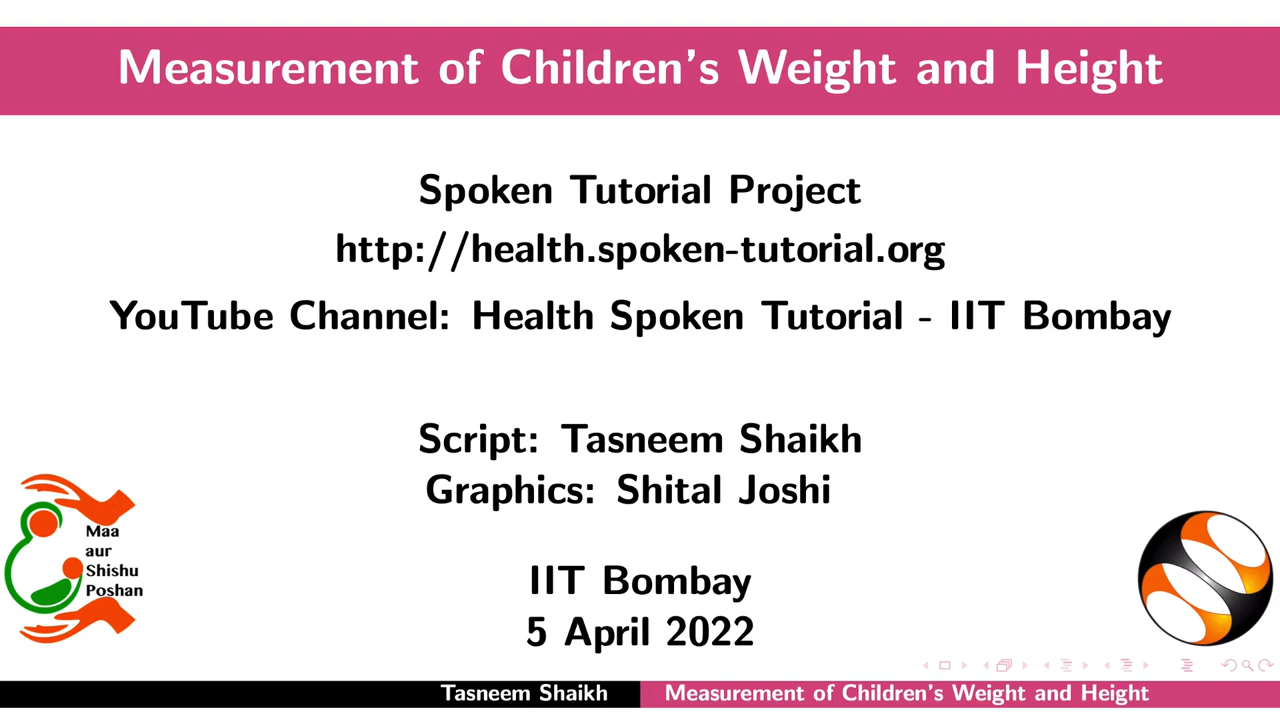 Measurement of Children's Weight and Height
Spoken Tutorial Project
http://health.spoken-tutorial.org
YouTube Channel: Health Spoken Tutorial - IIT Bombay
Script: Tasneem Shaikh
Graphics: Shital Joshi
Maa
aur
Shishu
Poshan
IIT Bombay
5 April 2022
Tasneem Shaikh
Measurement of Children's Weight and Height